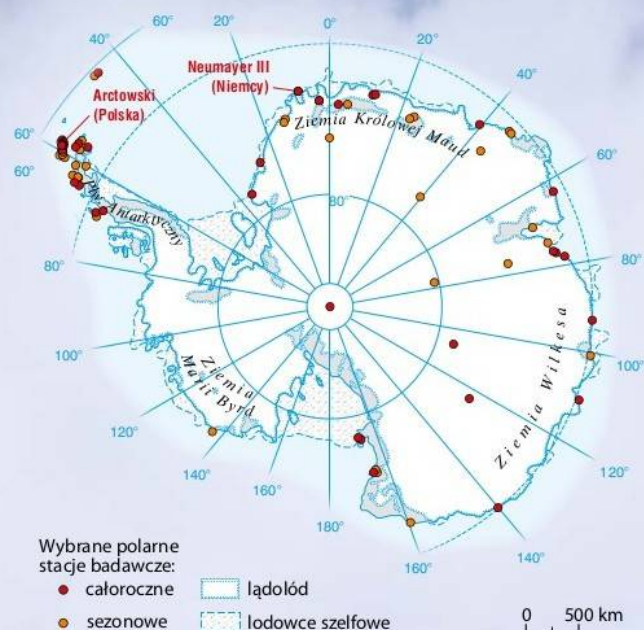 0°
20°
20°
60°
40°
40°
Neumayer III
(Niemcy)
Arctowski
(Polska)
Ziemia Królowej Maud
60°
60°
60°
Płw. Antarktyczny
80°
80°
80°
100°
100°
Ziemia
Marii Byrd
Ziemia Wilkesa
120°
120°
140°
140°
160°
160°
180°
Wybrane polarne
stacje badawcze:
całoroczne
lądolód
sezonowe
lodowce szelfowe
0 500 km